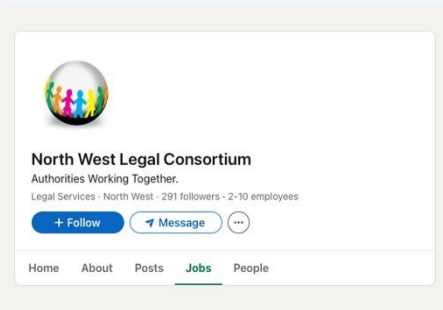 North West Legal Consortium
Authorities Working Together.
Legal Services · North West · 291 followers · 2-10 employees
+ Follow Message ...
Home About Posts Jobs People